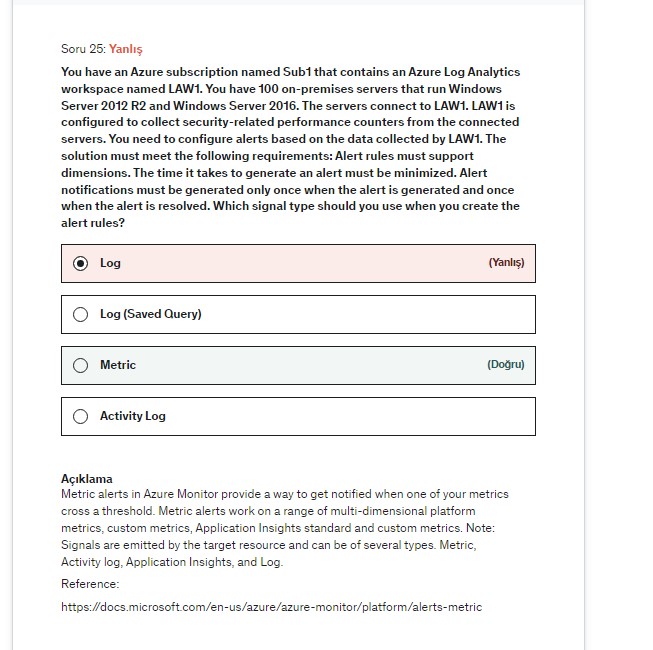 Soru 25: Yanlış
You have an Azure subscription named Sub1 that contains an Azure Log Analytics
workspace named LAW1. You have 100 on-premises servers that run Windows
Server 2012 R2 and Windows Server 2016. The servers connect to LAW1. LAW1 is
configured to collect security-related performance counters from the connected
servers. You need to configure alerts based on the data collected by LAW1. The
solution must meet the following requirements: Alert rules must support
dimensions. The time it takes to generate an alert must be minimized. Alert
notifications must be generated only once when the alert is generated and once
when the alert is resolved. Which signal type should you use when you create the
alert rules?
Log (Yanlış)
Log (Saved Query)
Metric (Doğru)
Activity Log
Açıklama
Metric alerts in Azure Monitor provide a way to get notified when one of your metrics
cross a threshold. Metric alerts work on a range of multi-dimensional platform
metrics, custom metrics, Application Insights standard and custom metrics. Note:
Signals are emitted by the target resource and can be of several types. Metric,
Activity log, Application Insights, and Log.
Reference:
https://docs.microsoft.com/en-us/azure/azure-monitor/platform/alerts-metric